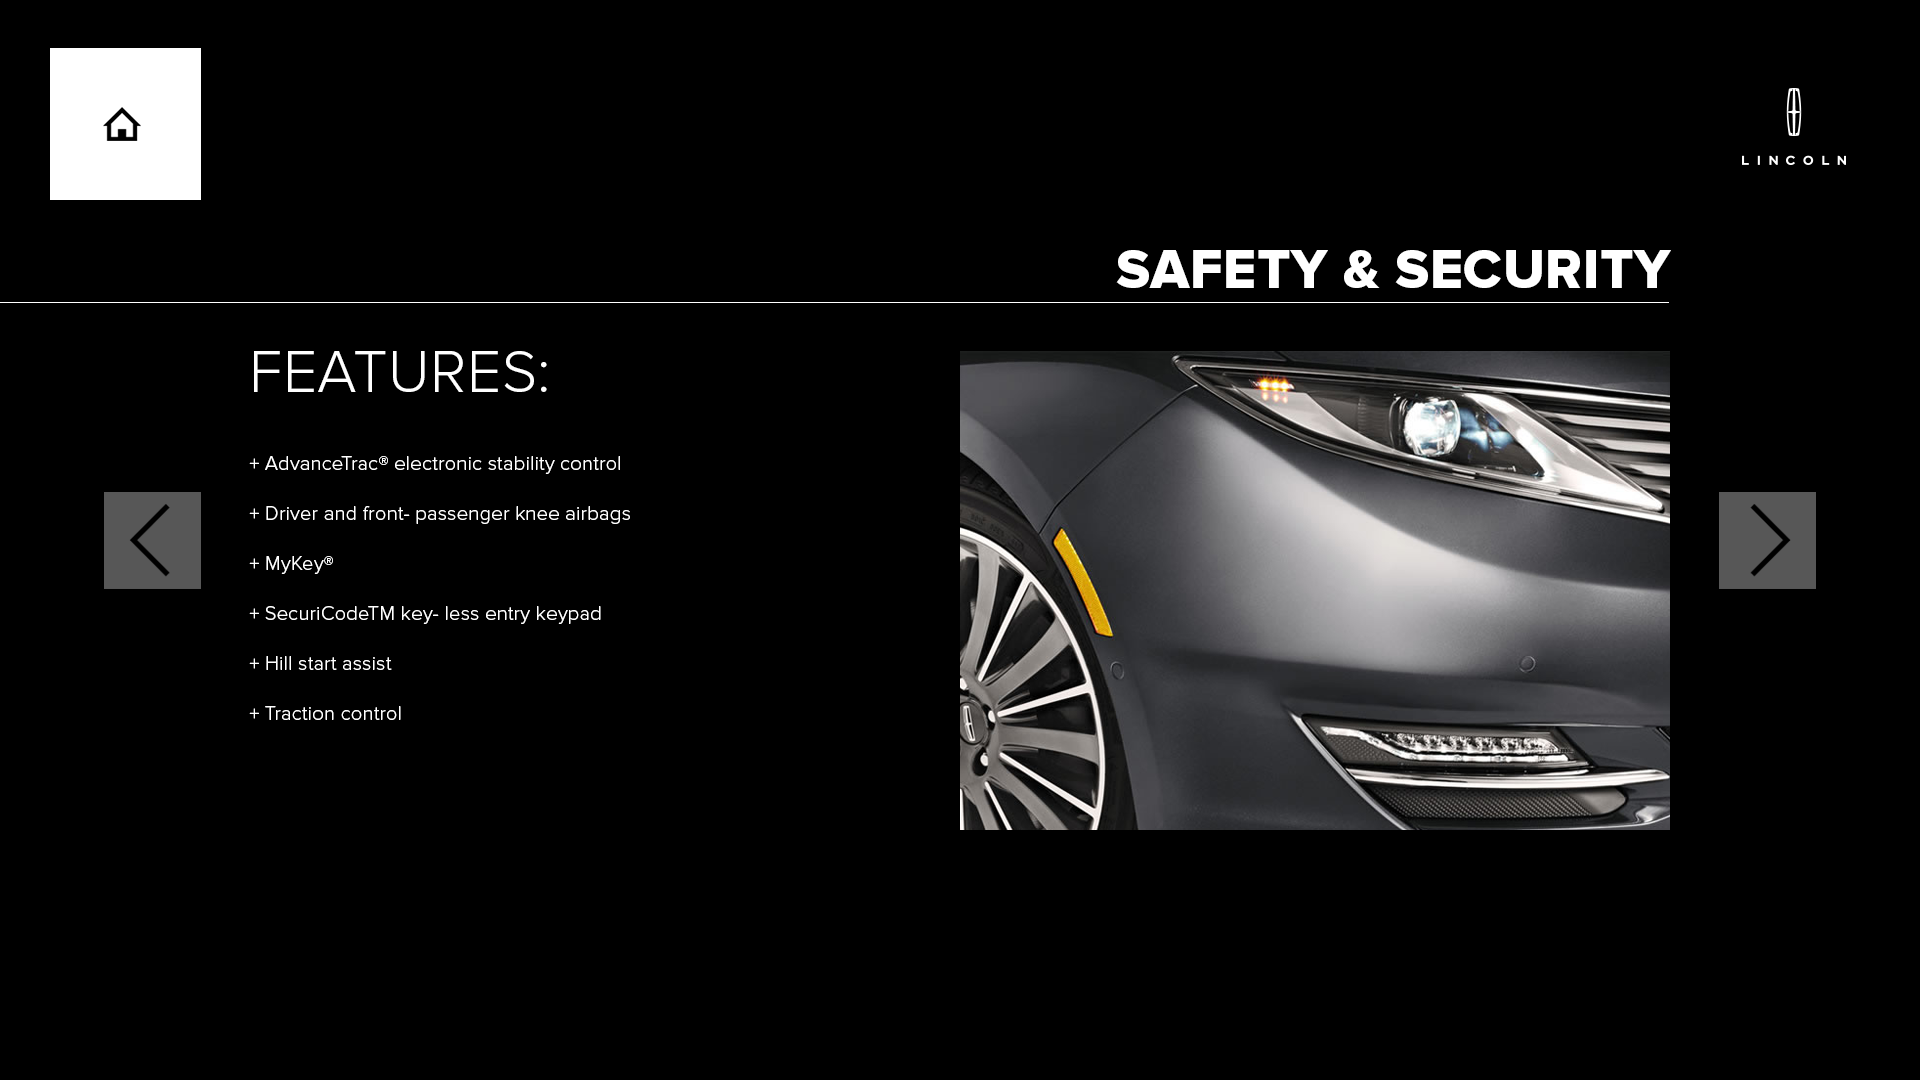 LINCOLN
SAFETY & SECURITY
FEATURES:
+ AdvanceTrac® electronic stability control
+ Driver and front- passenger knee airbags
+ MyKey®
+ SecuriCodeTM key- less entry keypad
+ Hill start assist
+ Traction control